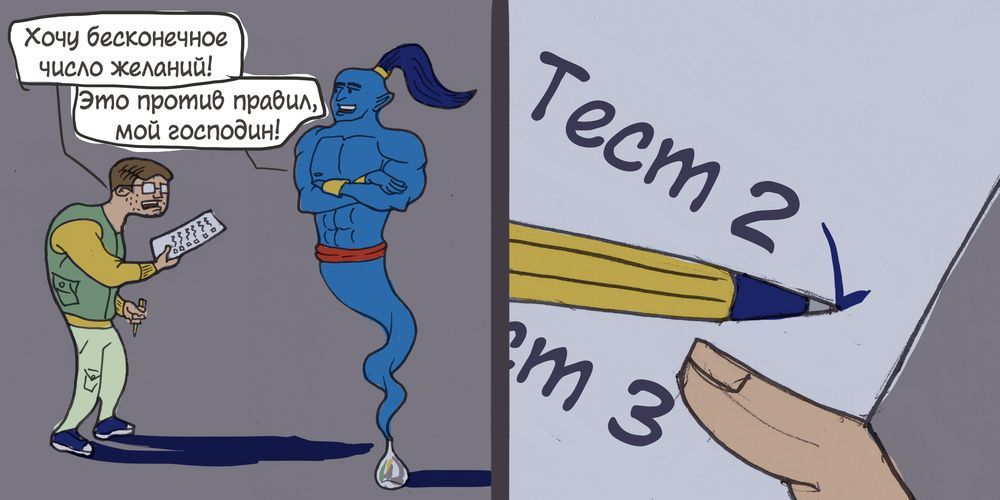 Хочу бесконечное
число желаний!
Это против правил,
мой господин!
Тест 2
ст 3